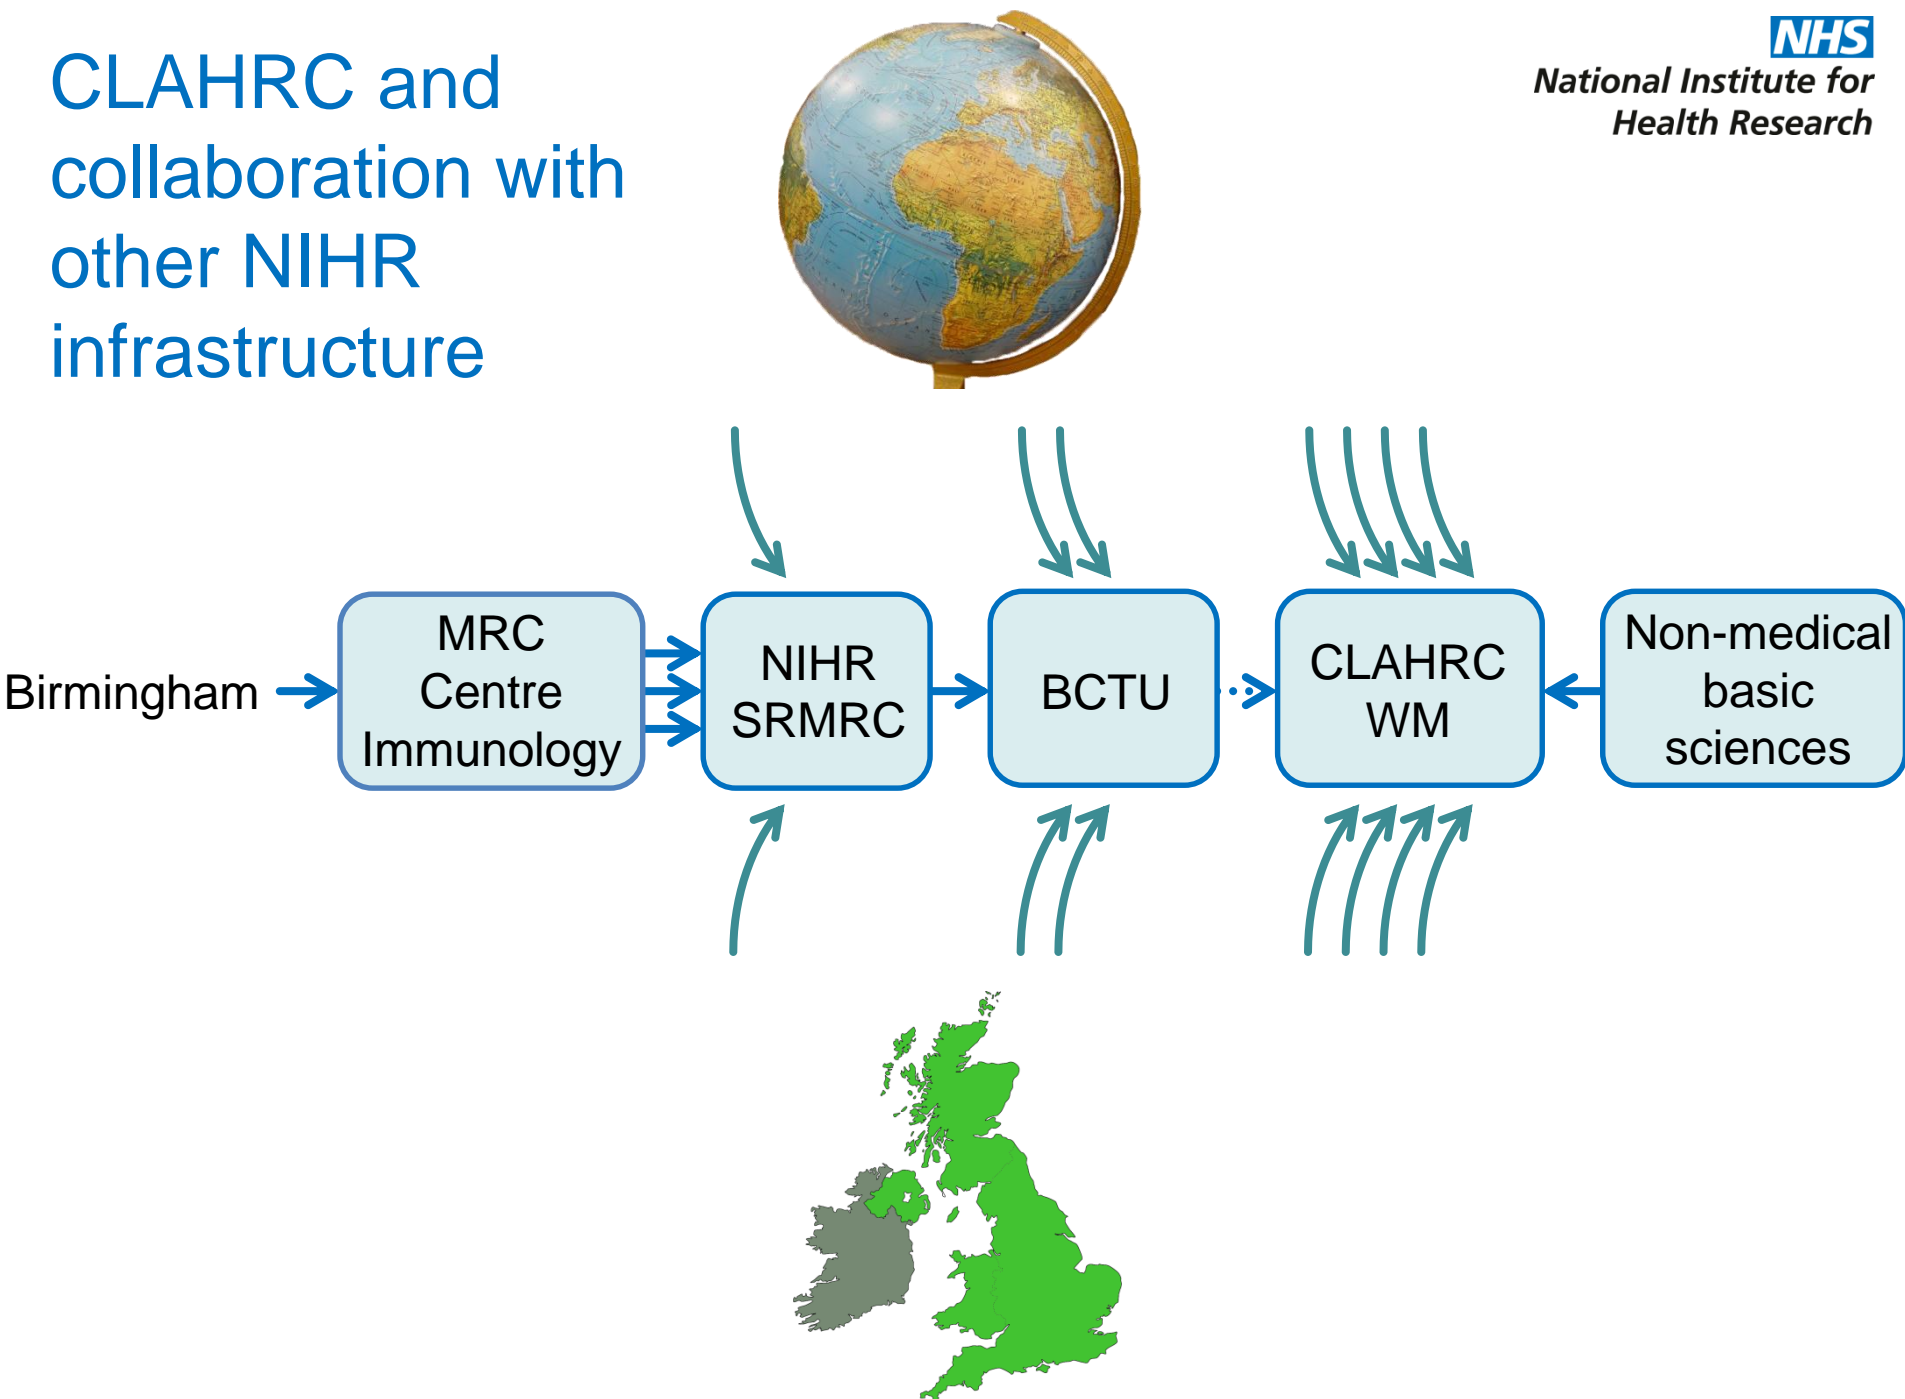 CLAHRC and
collaboration with
other NIHR
infrastructure
NHS
National Institute for
Health Research
Birmingham
MRC
Centre
Immunology
NIHR
SRMRC
BCTU
CLAHRC
WM
Non-medical
basic
sciences